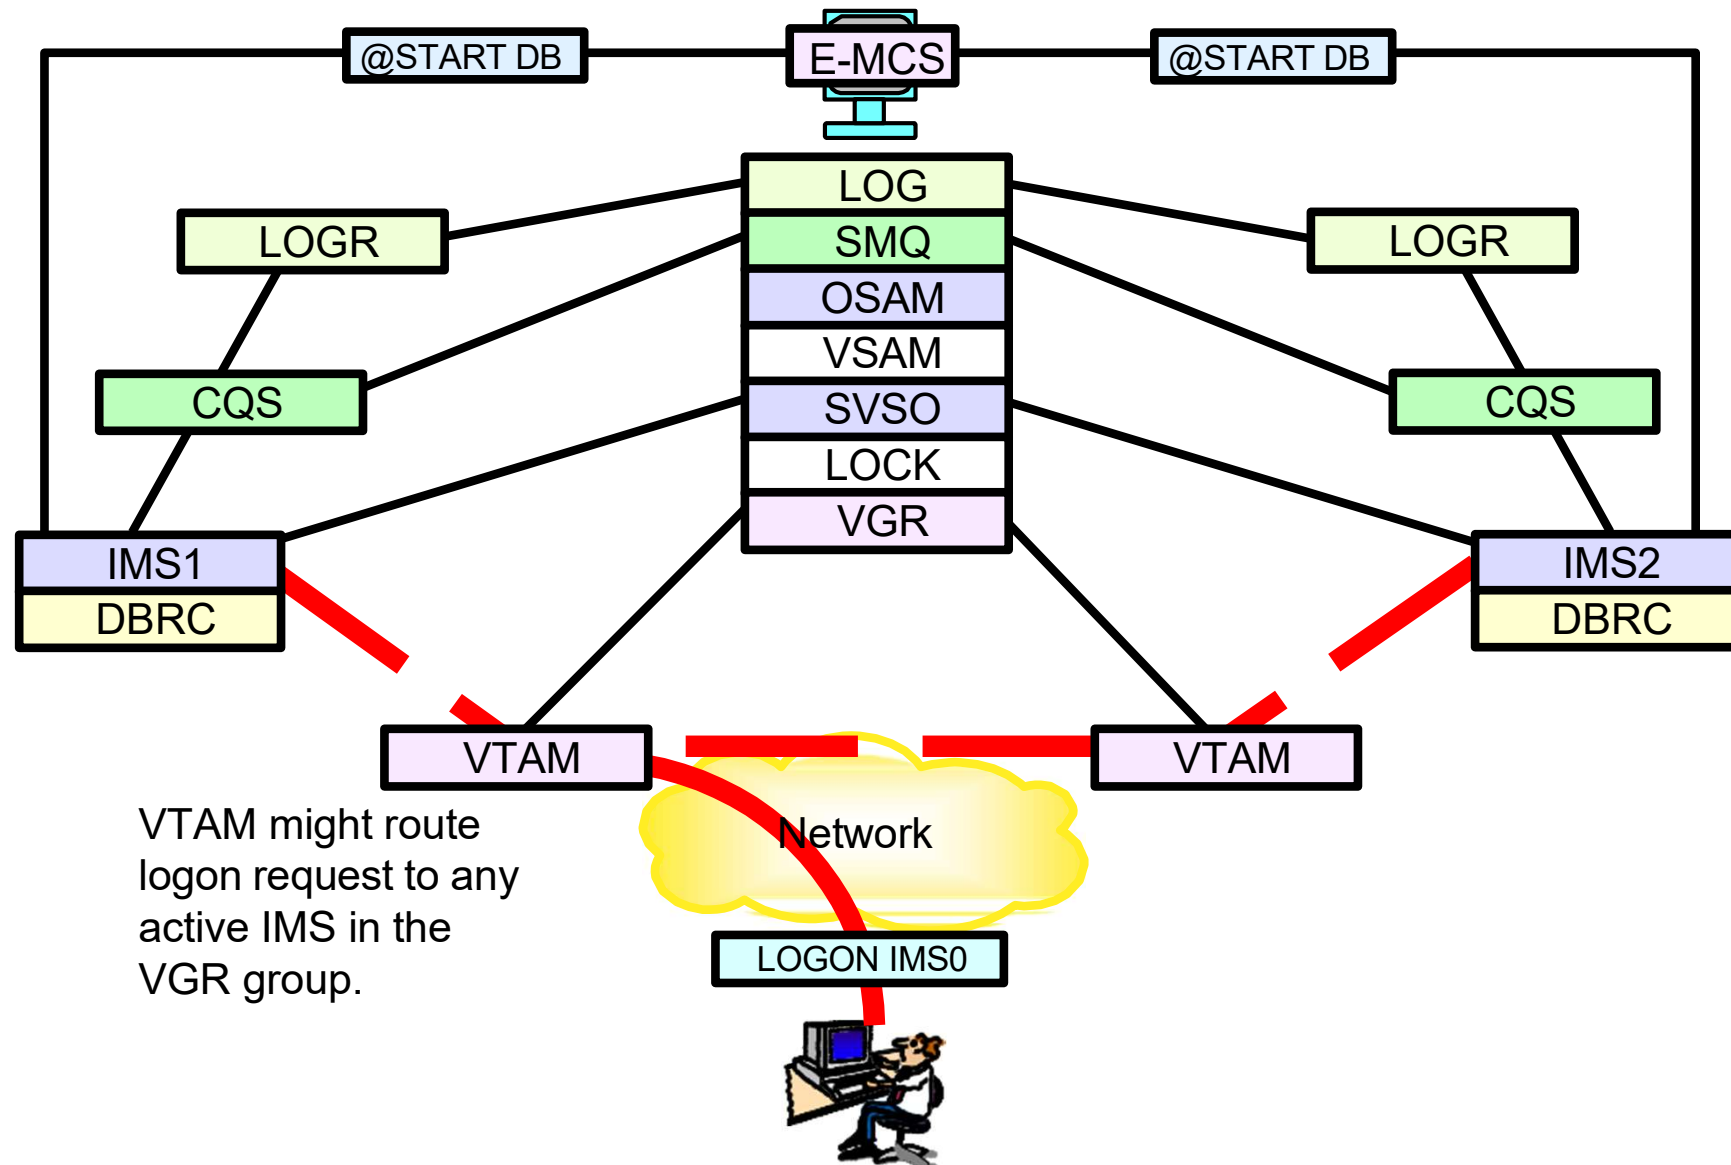 @START DB
E-MCS
@START DB
LOG
LOGR
SMQ
LOGR
OSAM
VSAM
CQS
SVSO
CQS
LOCK
VGR
IMS1
IMS2
DBRC
DBRC
VTAM
VTAM
VTAM might route
logon request to any
active IMS in the
VGR group.
Network
LOGON IMS0